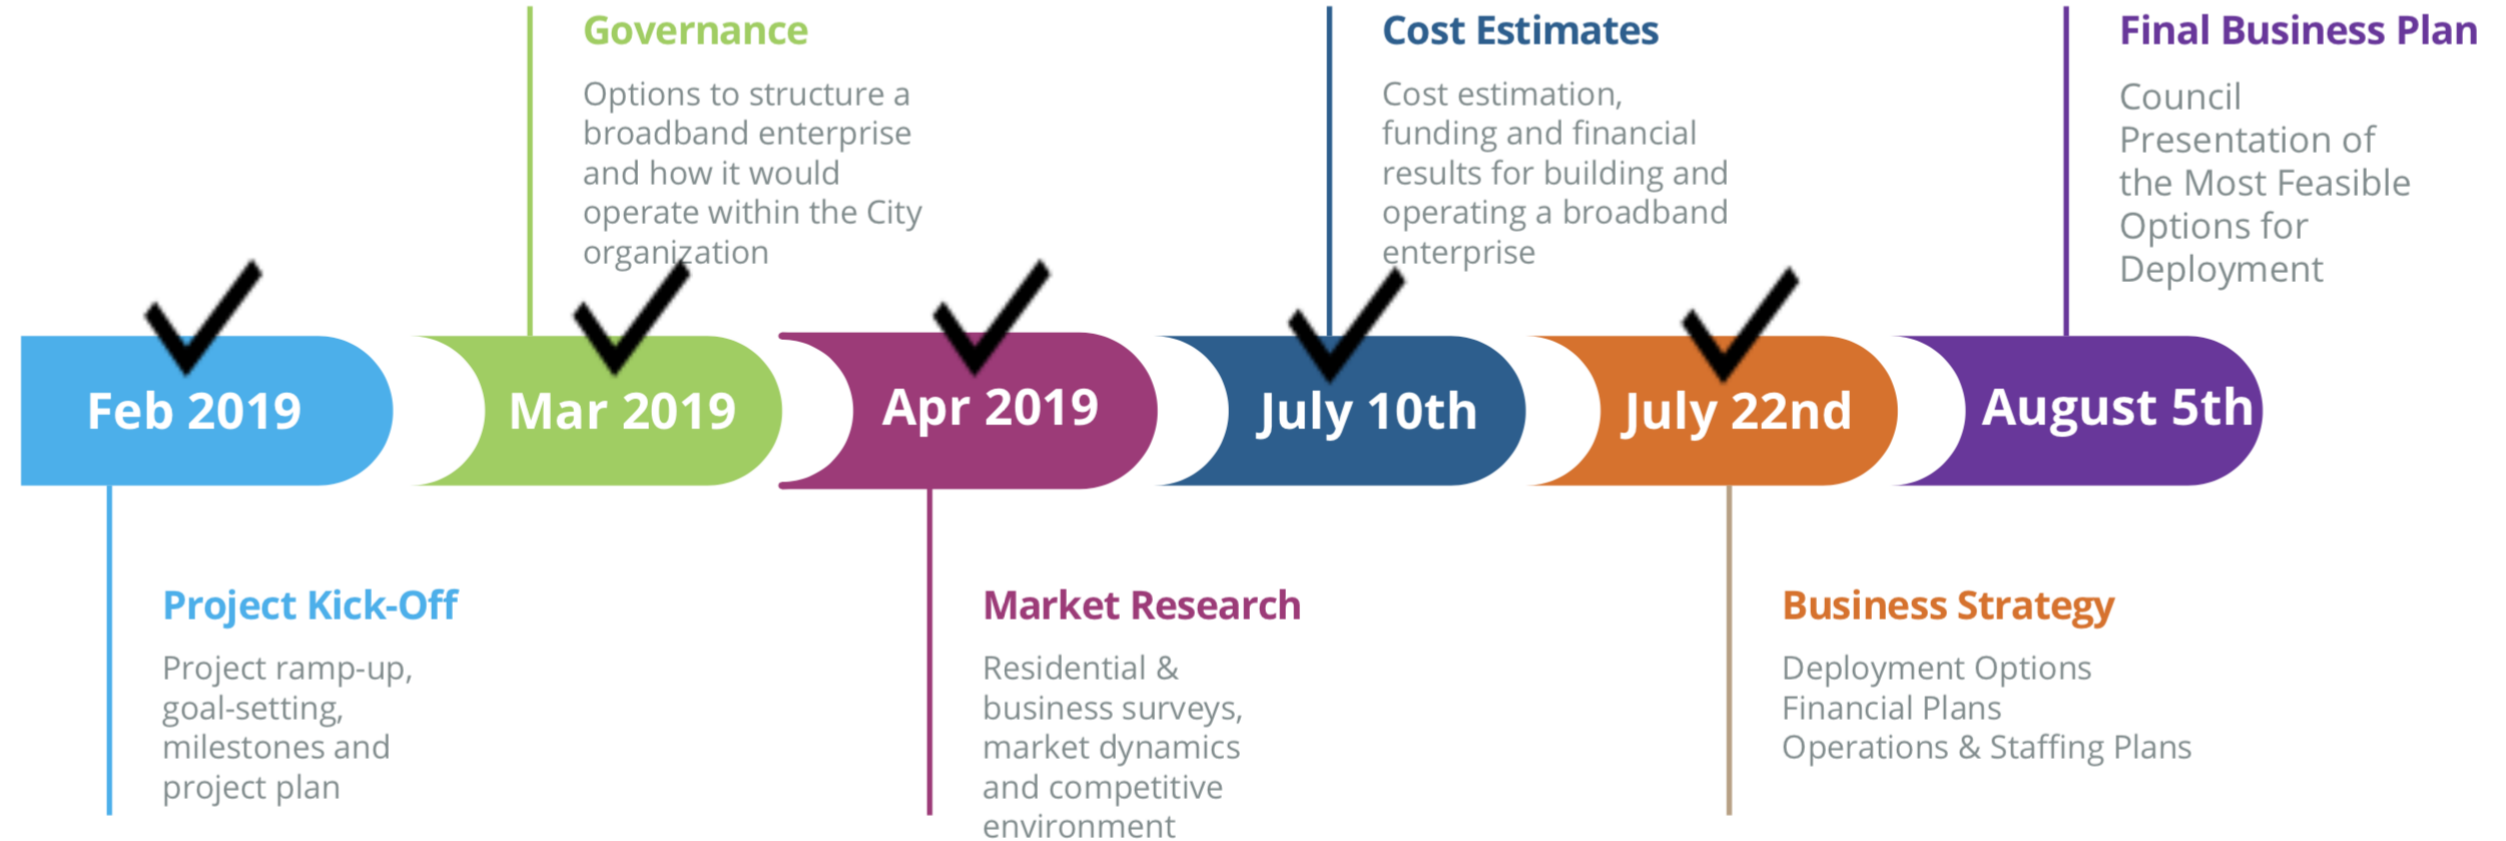 Governance
Options to structure a
broadband enterprise
and how it would
operate within the City
organization
Cost Estimates
Cost estimation,
funding and financial
results for building and
operating a broadband
enterprise
Final Business Plan
Council
Presentation of
the Most Feasible
Options for
Deployment
Feb 2019
Mar 2019
Apr 2019
July 10th
July 22nd
August 5th
Project Kick-Off
Project ramp-up,
goal-setting,
milestones and
project plan
Market Research
Residential &
business surveys,
market dynamics
and competitive
environment
Business Strategy
Deployment Options
Financial Plans
Operations & Staffing Plans